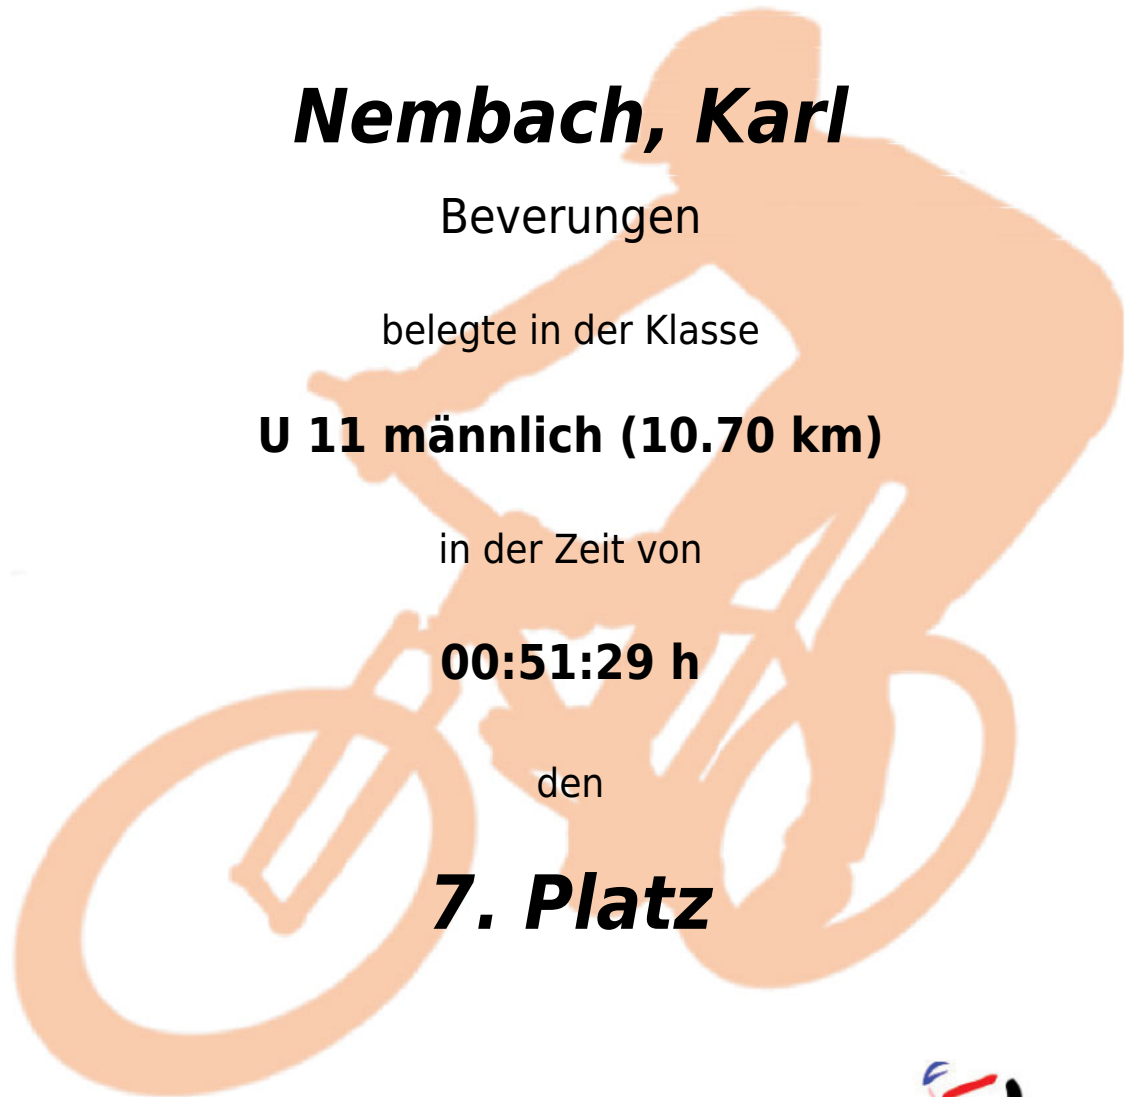 Nembach, Karl
Beverungen
belegte in der Klasse
U 11 männlich (10.70 km)
in der Zeit von
00:51:29 h
den
7. Platz